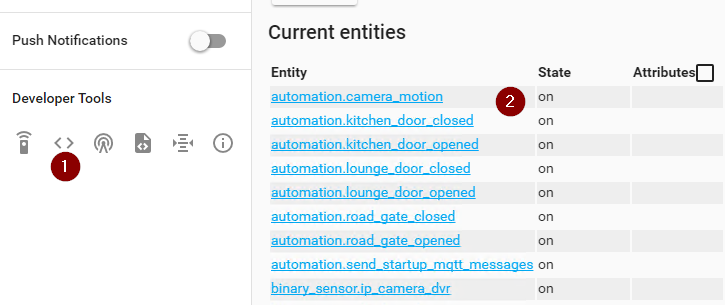 Push Notifications
Developer Tools
1
Current entities
Entity State Attributes
automation.camera_motion 2 on
automation.kitchen_door_closed on
automation.kitchen_door_opened on
automation.lounge_door_closed on
automation.lounge_door_opened on
automation.road_gate_closed on
automation.road_gate_opened on
automation.send_startup_mqtt_messages on
binary_sensor.ip_camera_dvr on